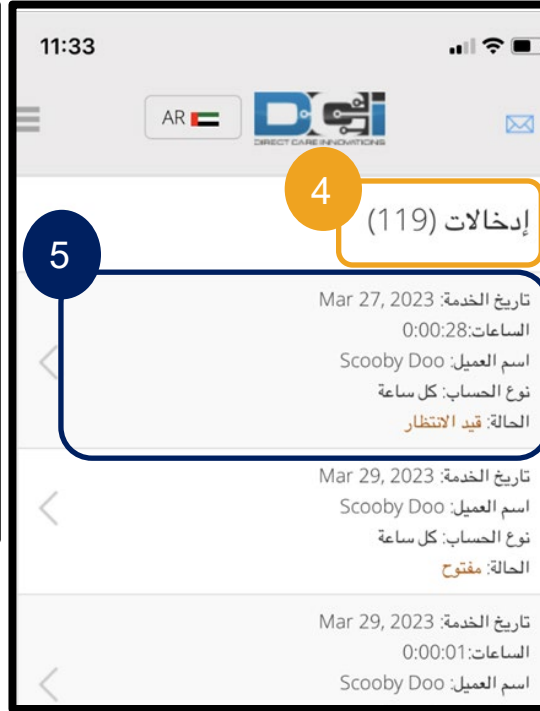 11:33
AR
DCI
DIRECT CARE INNOVATIONS
4
إدخالات (119)
5
تاريخ الخدمة: Mar 27, 2023
الساعات:0:00:28
اسم العميل: Scooby Doo
نوع الحساب: كل ساعة
الحالة: قيد الانتظار
تاريخ الخدمة: Mar 29, 2023
اسم العميل: Scooby Doo
نوع الحساب: كل ساعة
الحالة: مفتوح
تاريخ الخدمة: Mar 29, 2023
الساعات:0:00:01
اسم العميل: Scooby Doo